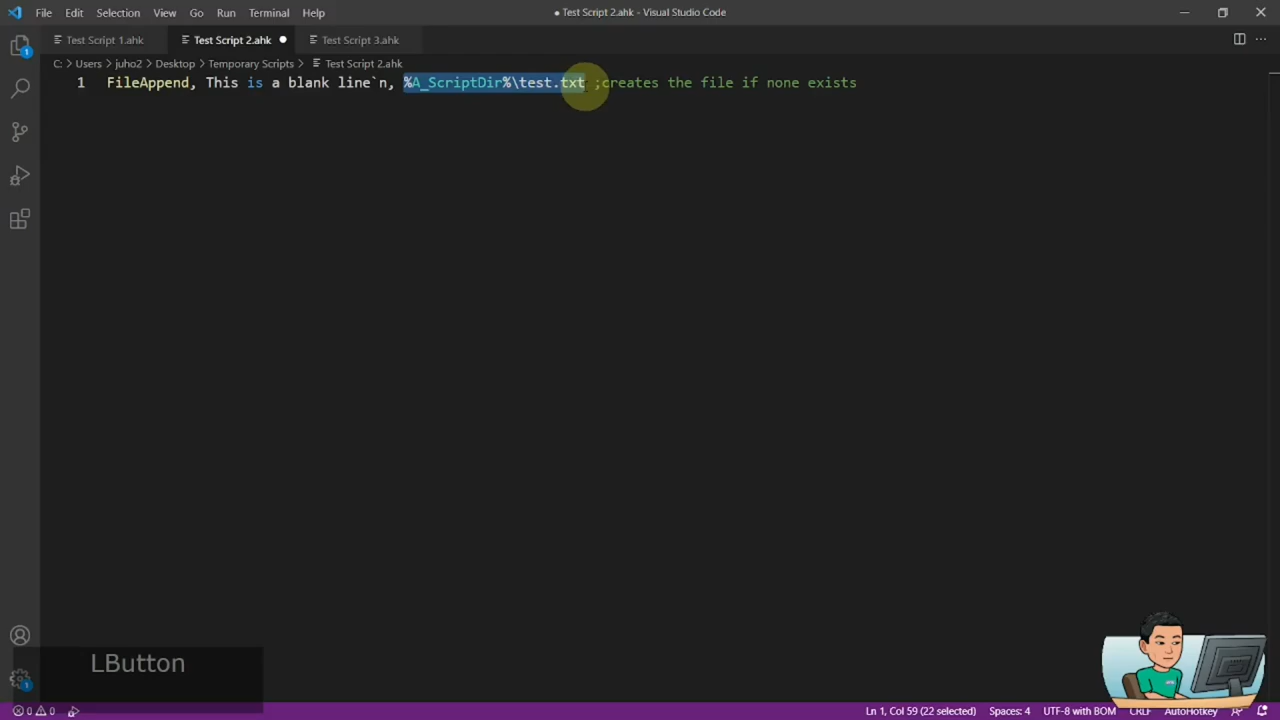 File Edit Selection View Go Run Terminal Help
● Test Script 2.ahk - Visual Studio Code
Test Script 1.ahk
Test Script 2.ahk ●
Test Script 3.ahk
C: > Users > juho2 > Desktop > Temporary Scripts > Test Script 2.ahk
1 FileAppend, This is a blank line`n, %A_ScriptDir%\test.txt ;creates the file if none exists
1
LButton
1
0 0
Ln 1, Col 59 (22 selected) Spaces: 4 UTF-8 with BOM CRLF AutoHotkey